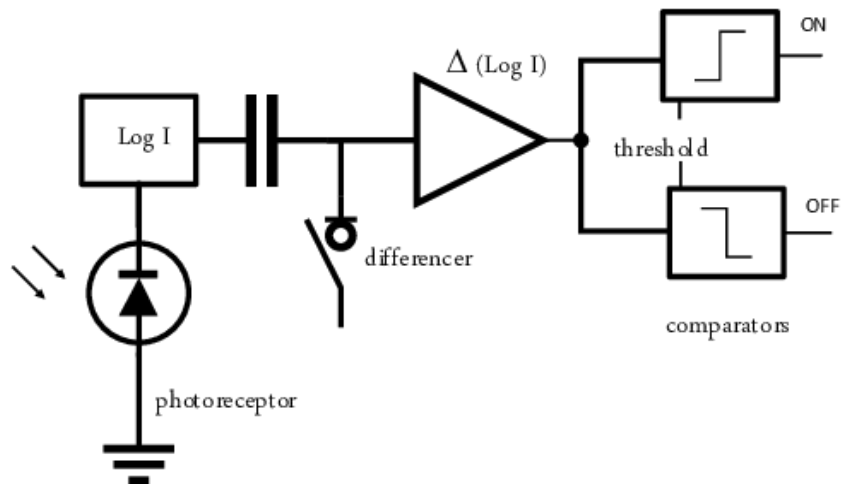 ON
Δ (Log I)
Log I
threshold
OFF
differencer
comparators
photoreceptor